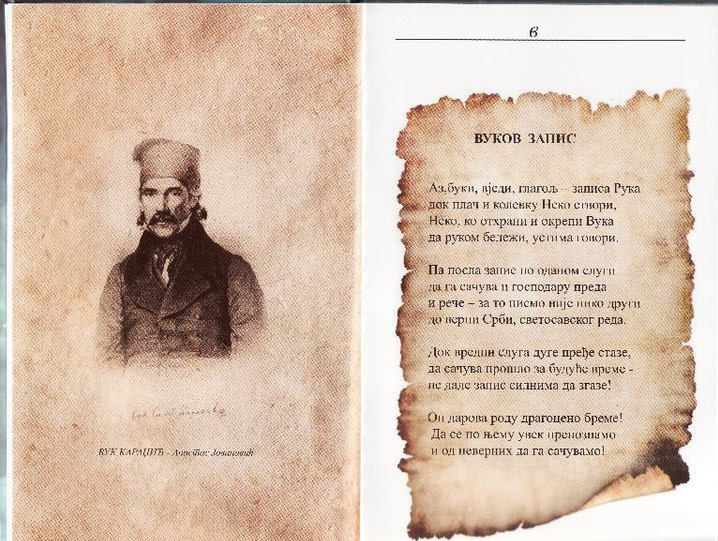 ВУК КАРАЏИЋ - Анастас Јовановић
в
ВУКОВ ЗАПИС
Аз,буки, вједи, глагољ – записа Рука
док плач и колевку Неко створи,
Неко, ко отхрани и окрепи Вука
да руком бележи, устима говори.
Па посла запис по оданом слуги
да га сачува и господару преда
и рече – за то писмо није нико други
до верни Срби, светосавског реда.
Док вредни слуга дуге пређе стазе,
да сачува прошло за будуће време -
не даде запис силнима да згазе!
Он дарова роду драгоцено бреме!
Да се по њему увек препознамо
и од неверних да га сачувамо!